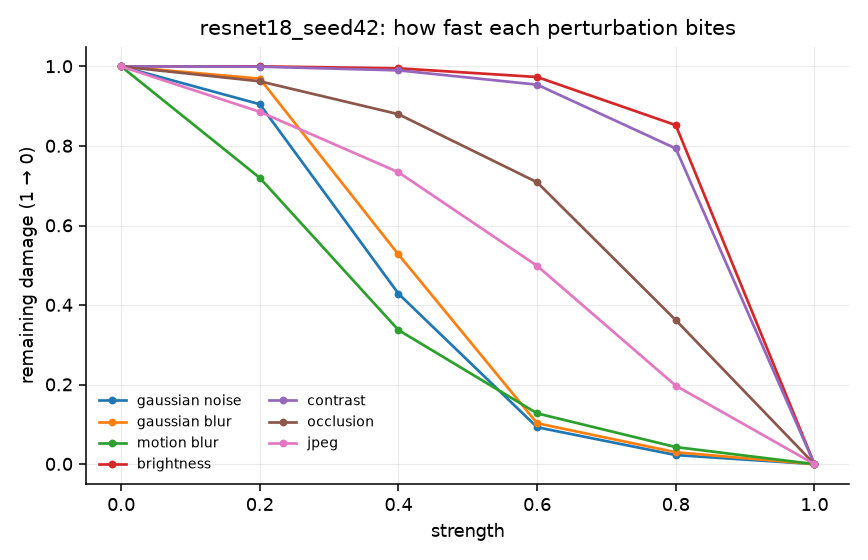 resnet18_seed42: how fast each perturbation bites
remaining damage (1 → 0)
1.0
0.8
0.6
0.4
0.2
0.0
gaussian noise
gaussian blur
motion blur
brightness
contrast
occlusion
jpeg
0.0 0.2 0.4 0.6 0.8 1.0
strength